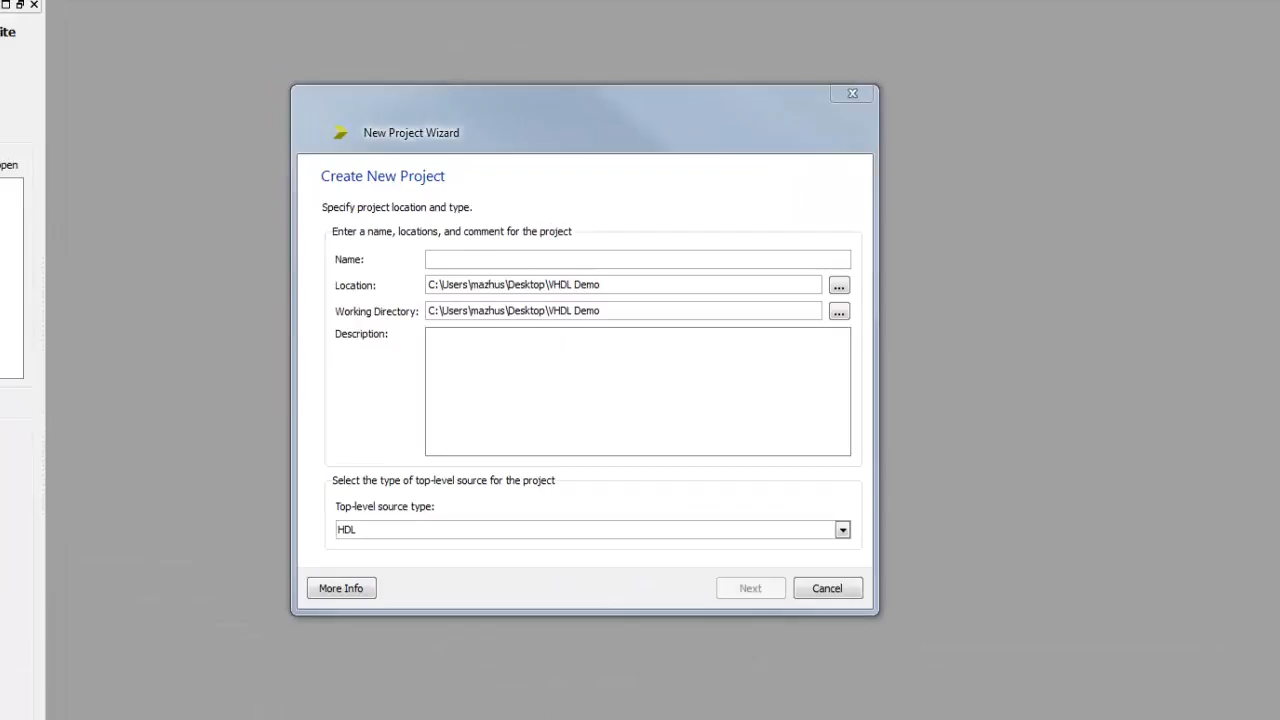 ite
open
New Project Wizard
Create New Project
Specify project location and type.
Enter a name, locations, and comment for the project
Name:
Location: C:\Users\mazhus\Desktop\VHDL Demo ...
Working Directory: C:\Users\mazhus\Desktop\VHDL Demo ...
Description:
Select the type of top-level source for the project
Top-level source type:
HDL
More Info Next Cancel